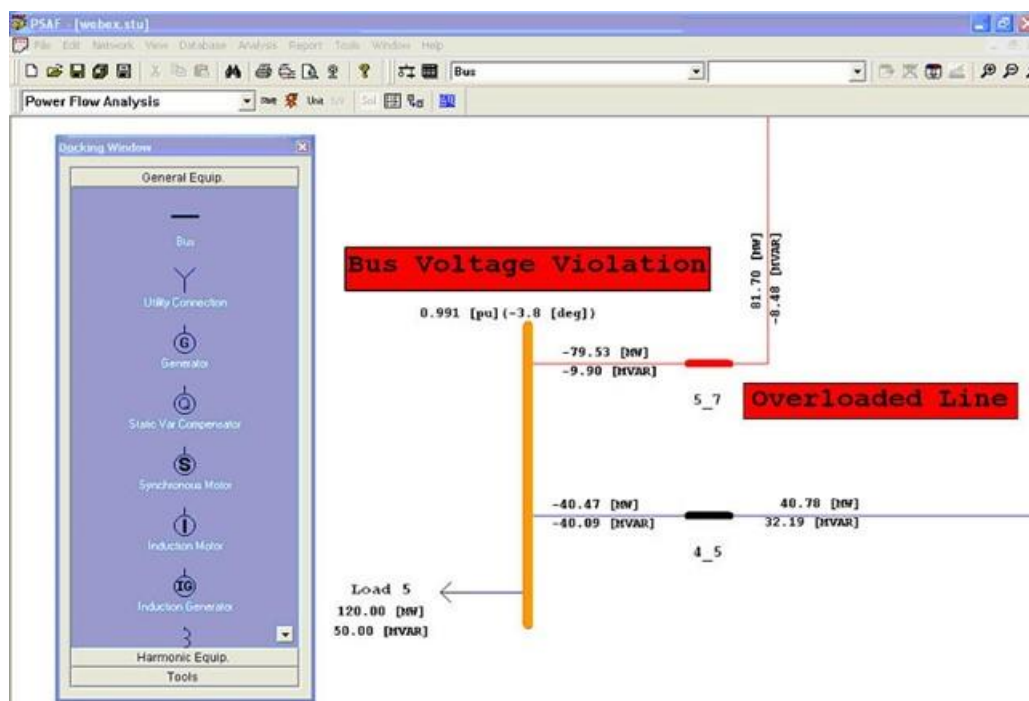 PSAF - [webex.stu]
File Edit Network View Database Analysis Report Tools Window Help
Bus
Power Flow Analysis
Unit
Sol
Docking Window
General Equip.
Bus
Utility Connection
G
Generator
Q
Static Var Compensator
S
Synchronous Motor
I
Induction Motor
IG
Induction Generator
Harmonic Equip.
Tools
Bus Voltage Violation
0.991 [pu](-3.8 [deg])
81.70 [MW]
-8.48 [MVAR]
-79.53 [MW]
-9.90 [MVAR]
5_7
Overloaded Line
-40.47 [MW]
-40.09 [MVAR]
40.78 [MW]
32.19 [MVAR]
4_5
Load 5
120.00 [MW]
50.00 [MVAR]